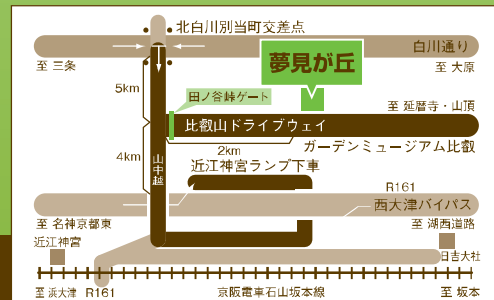 北白川別当町交差点
白川通り
至 三条
至 大原
夢見が丘
5km
田ノ谷峠ゲート
至 延暦寺・山頂
比叡山ドライブウェイ
ガーデンミュージアム比叡
2km
4km
山中越
近江神宮ランプ下車
R161
西大津バイパス
至 名神京都東
至 湖西道路
近江神宮
日吉大社
至 浜大津
R161
京阪電車石山坂本線
至 坂本